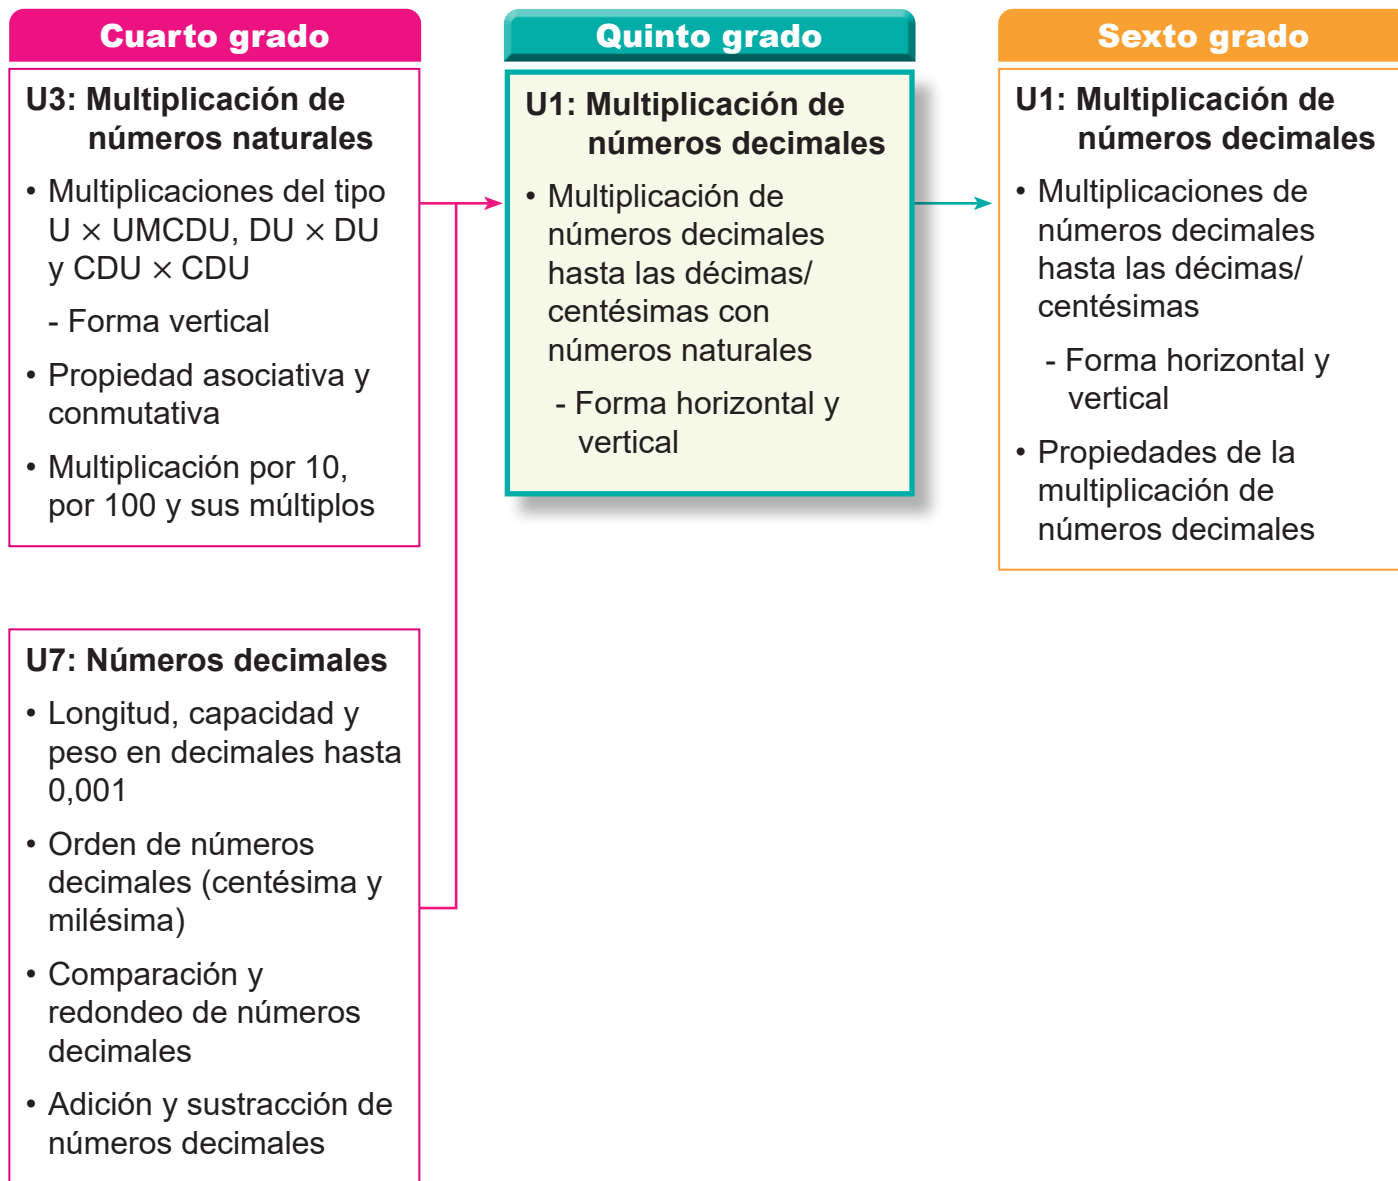 Cuarto grado
U3: Multiplicación de
números naturales
• Multiplicaciones del tipo
U × UMCDU, DU × DU
y CDU × CDU
- Forma vertical
• Propiedad asociativa y
conmutativa
• Multiplicación por 10,
por 100 y sus múltiplos
U7: Números decimales
• Longitud, capacidad y
peso en decimales hasta
0,001
• Orden de números
decimales (centésima y
milésima)
• Comparación y
redondeo de números
decimales
• Adición y sustracción de
números decimales
Quinto grado
U1: Multiplicación de
números decimales
• Multiplicación de
números decimales
hasta las décimas/
centésimas con
números naturales
- Forma horizontal y
vertical
Sexto grado
U1: Multiplicación de
números decimales
• Multiplicaciones de
números decimales
hasta las décimas/
centésimas
- Forma horizontal y
vertical
• Propiedades de la
multiplicación de
números decimales